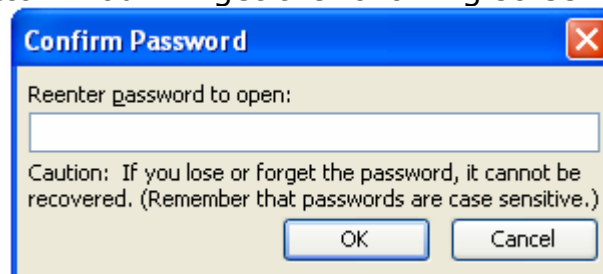 Confirm Password
Reenter password to open:
Caution: If you lose or forget the password, it cannot be
recovered. (Remember that passwords are case sensitive.)
OK Cancel